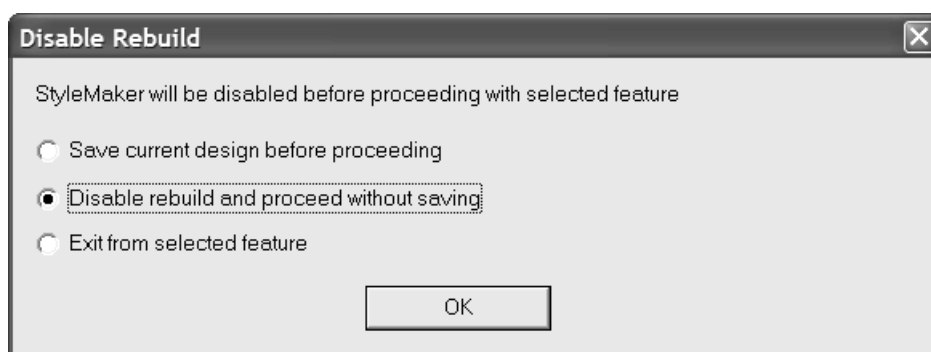 Disable Rebuild
StyleMaker will be disabled before proceeding with selected feature
Save current design before proceeding
Disable rebuild and proceed without saving
Exit from selected feature
OK